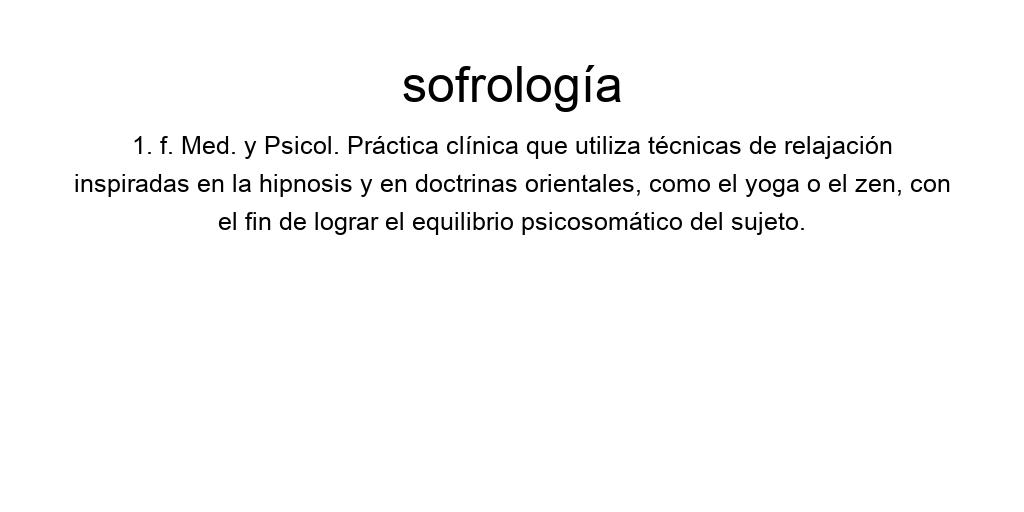 sofrología
1. f. Med. y Psicol. Práctica clínica que utiliza técnicas de relajación
inspiradas en la hipnosis y en doctrinas orientales, como el yoga o el zen, con
el fin de lograr el equilibrio psicosomático del sujeto.